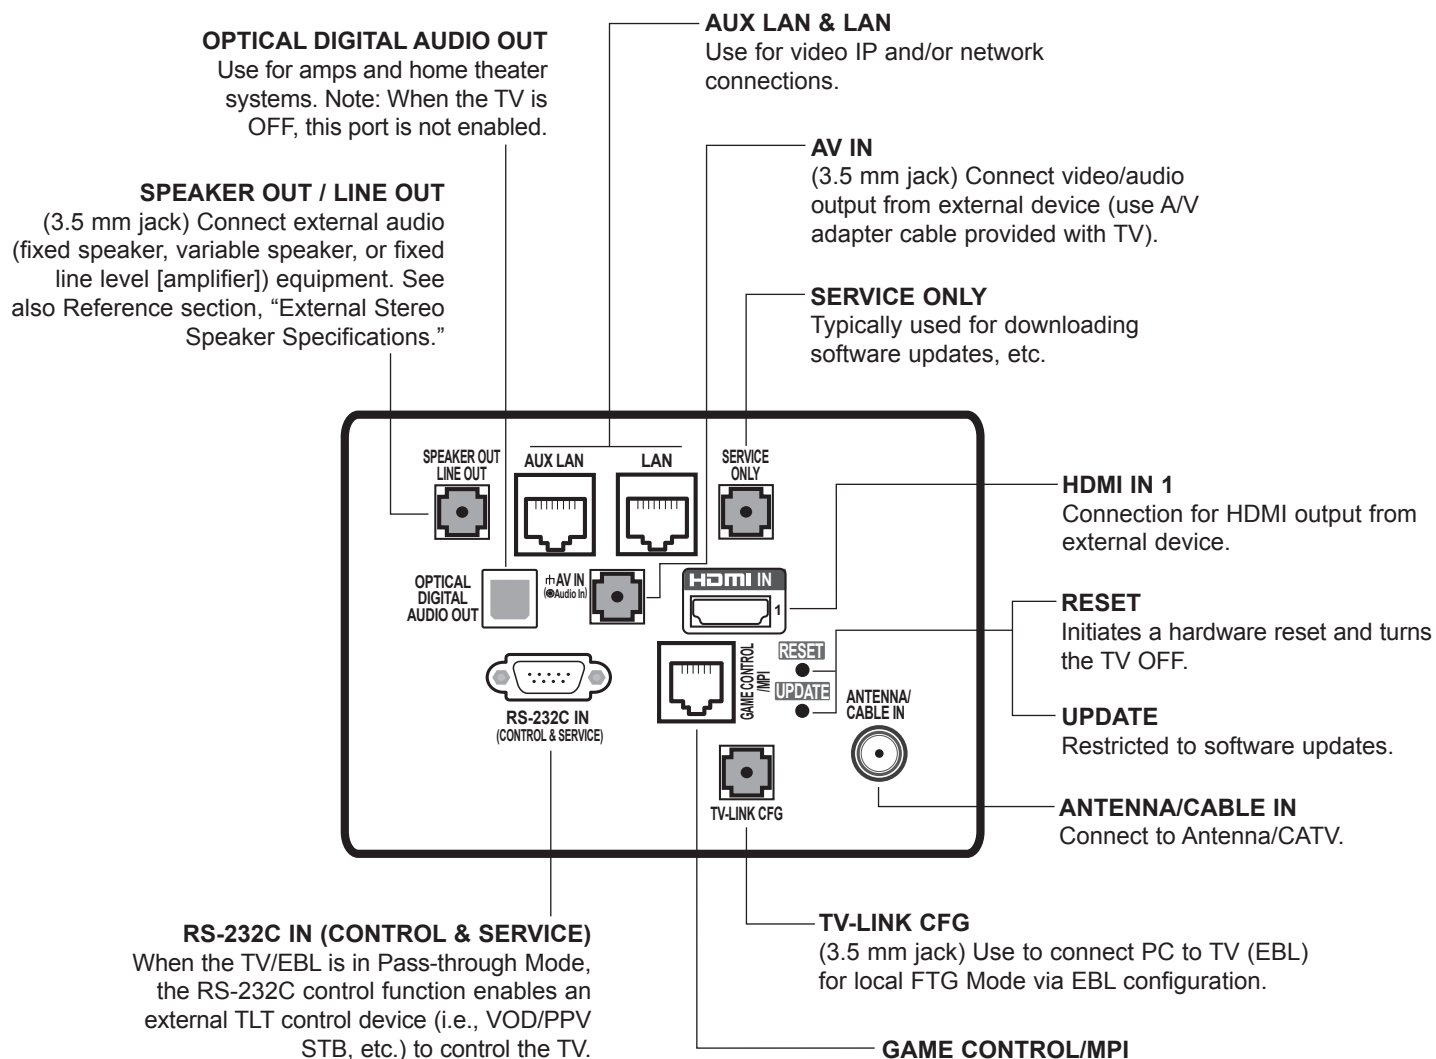 OPTICAL DIGITAL AUDIO OUT
Use for amps and home theater
systems. Note: When the TV is
OFF, this port is not enabled.
AUX LAN & LAN
Use for video IP and/or network
connections.
SPEAKER OUT / LINE OUT
(3.5 mm jack) Connect external audio
(fixed speaker, variable speaker, or fixed
line level [amplifier]) equipment. See
also Reference section, “External Stereo
Speaker Specifications.”
AV IN
(3.5 mm jack) Connect video/audio
output from external device (use A/V
adapter cable provided with TV).
SERVICE ONLY
Typically used for downloading
software updates, etc.
SPEAKER OUT
LINE OUT
AUX LAN
LAN
SERVICE
ONLY
OPTICAL
DIGITAL
AUDIO OUT
AV IN
(Audio In)
HDMI IN
1
RS-232C IN
(CONTROL & SERVICE)
GAME CONTROL
/MPI
RESET
UPDATE
ANTENNA/
CABLE IN
TV-LINK CFG
HDMI IN 1
Connection for HDMI output from
external device.
RESET
Initiates a hardware reset and turns
the TV OFF.
UPDATE
Restricted to software updates.
ANTENNA/CABLE IN
Connect to Antenna/CATV.
RS-232C IN (CONTROL & SERVICE)
When the TV/EBL is in Pass-through Mode,
the RS-232C control function enables an
external TLT control device (i.e., VOD/PPV
STB, etc.) to control the TV.
TV-LINK CFG
(3.5 mm jack) Use to connect PC to TV (EBL)
for local FTG Mode via EBL configuration.
GAME CONTROL/MPI